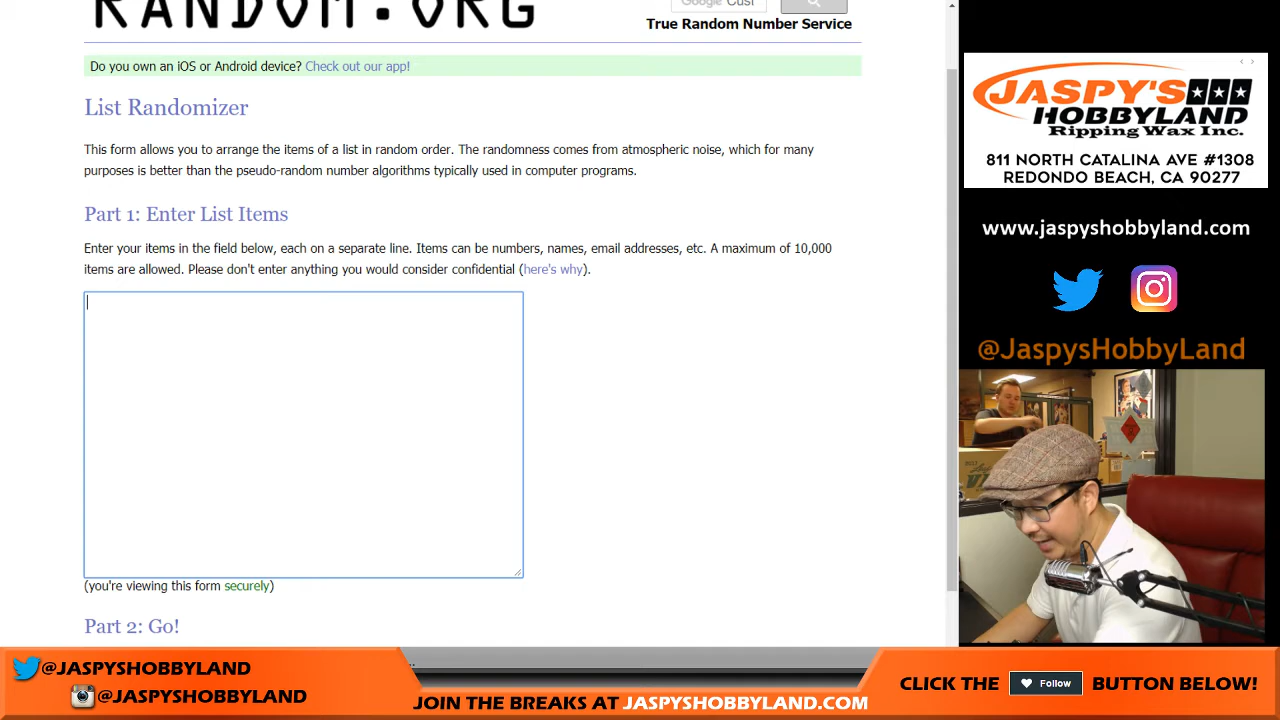 RANDOM.ORG
Google Cust
True Random Number Service
Do you own an iOS or Android device? Check out our app!
List Randomizer
This form allows you to arrange the items of a list in random order. The randomness comes from atmospheric noise, which for many
purposes is better than the pseudo-random number algorithms typically used in computer programs.
Part 1: Enter List Items
Enter your items in the field below, each on a separate line. Items can be numbers, names, email addresses, etc. A maximum of 10,000
items are allowed. Please don't enter anything you would consider confidential (here's why).
(you're viewing this form securely)
Part 2: Go!
JASPY'S
HOBBYLAND
Ripping Wax Inc.
811 NORTH CATALINA AVE #1308
REDONDO BEACH, CA 90277
www.jaspyshobbyland.com
@JaspysHobbyLand
@JASPYSHOBBYLAND
@JASPYSHOBBYLAND
JOIN THE BREAKS AT JASPYSHOBBYLAND.COM
CLICK THE Follow BUTTON BELOW!